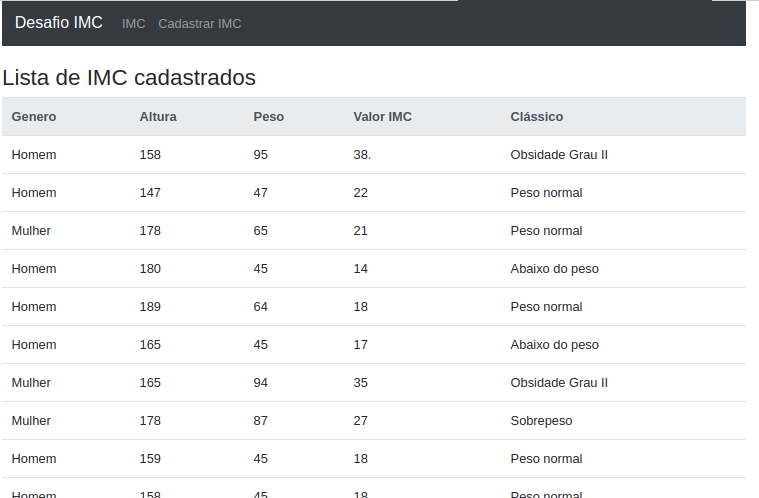 Desafio IMC IMC Cadastrar IMC
Lista de IMC cadastrados
Genero Altura Peso Valor IMC Clássico
Homem 158 95 38. Obsidade Grau II
Homem 147 47 22 Peso normal
Mulher 178 65 21 Peso normal
Homem 180 45 14 Abaixo do peso
Homem 189 64 18 Peso normal
Homem 165 45 17 Abaixo do peso
Mulher 165 94 35 Obsidade Grau II
Mulher 178 87 27 Sobrepeso
Homem 159 45 18 Peso normal
Homem 158 45 18 Peso normal